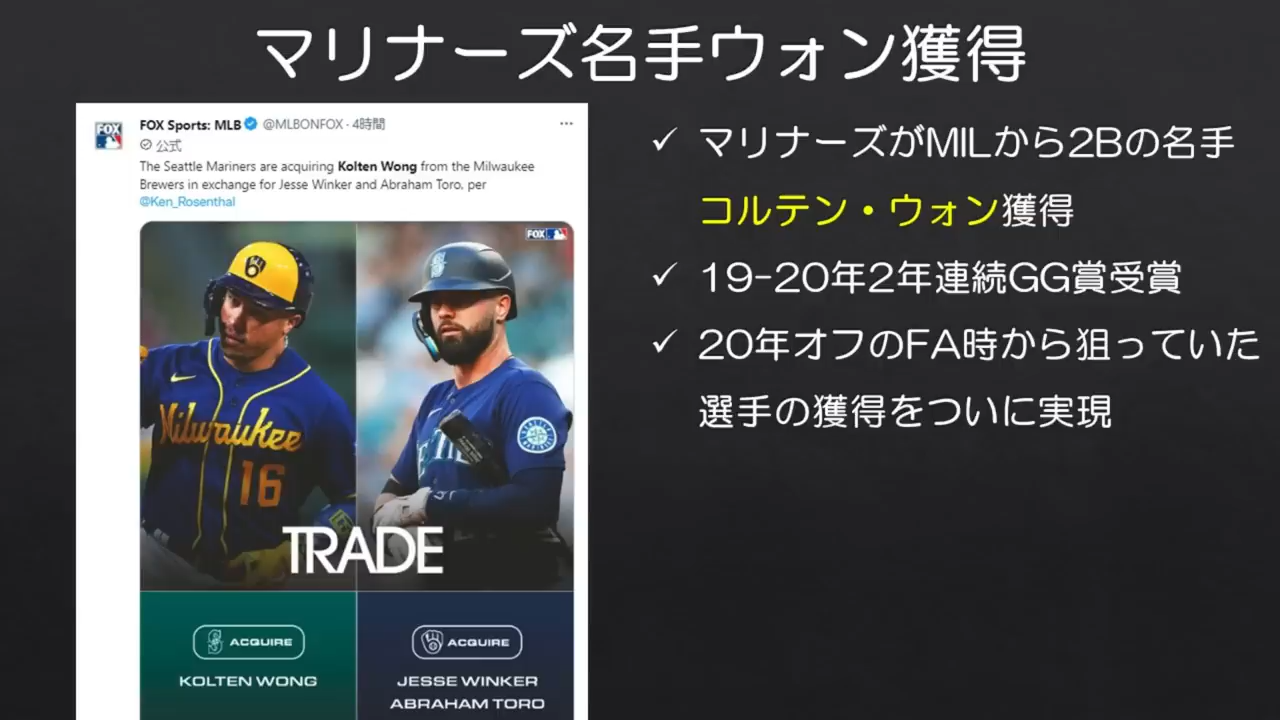 マリナーズ名手ウォン獲得
FOX Sports: MLB @MLBONFOX · 4時間
公式
The Seattle Mariners are acquiring Kolten Wong from the Milwaukee
Brewers in exchange for Jesse Winker and Abraham Toro, per
@Ken_Rosenthal
FOX
Milwaukee
16
TRADE
ACQUIRE
KOLTEN WONG
ACQUIRE
JESSE WINKER
ABRAHAM TORO
✓ マリナーズがMILから2Bの名手
コルテン・ウォン獲得
✓ 19-20年2年連続GG賞受賞
✓ 20年オフのFA時から狙っていた
選手の獲得をついに実現